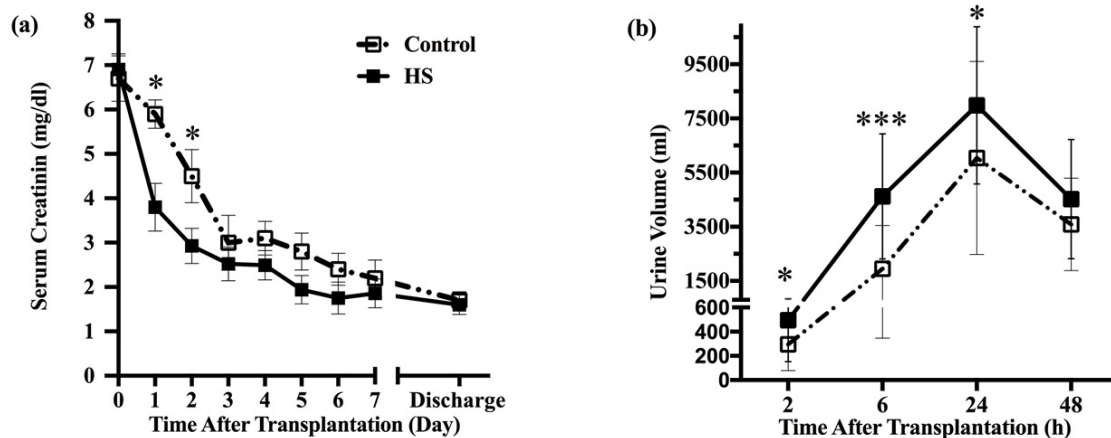 (a)
8
7
6
5
4
3
2
1
0
Serum Creatinin (mg/dl)
* *
Control
HS
0 1 2 3 4 5 6 7 Discharge
Time After Transplantation (Day)
(b)
9500
7500
5500
3500
1500
600
400
200
0
Urine Volume (ml)
* *** *
2 6 24 48
Time After Transplantation (h)